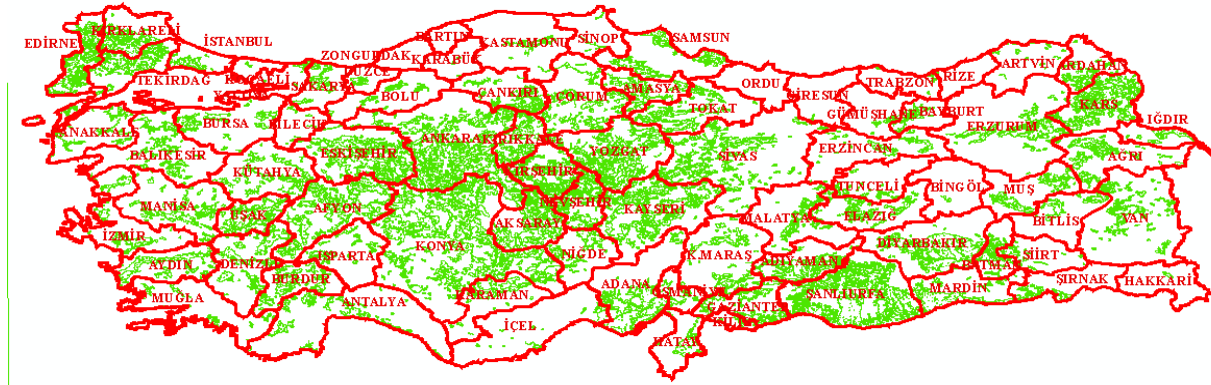 EDİRNE
KIRKLARELİ
İSTANBUL
TEKİRDAĞ
KOCAELİ
SAKARYA
ZONGULDAK
DÜZCE
BARTIN
KARABÜK
KASTAMONU
SİNOP
SAMSUN
BOLU
ÇANKIRI
ÇORUM
AMASYA
TOKAT
ORDU
GİRESUN
TRABZON
RİZE
ARTVİN
ARDAHAN
KARS
GÜMÜŞHANE
BAYBURT
ERZURUM
IĞDIR
ÇANAKKALE
BURSA
BİLECİK
BALIKESİR
KÜTAHYA
ESKİŞEHİR
ANKARA
KIRIKKALE
YOZGAT
SİVAS
ERZİNCAN
AĞRI
TUNCELİ
BİNGÖL
MUŞ
MANİSA
UŞAK
AFYON
KIRŞEHİR
NEVŞEHİR
KAYSERİ
MALATYA
ELAZIĞ
BİTLİS
VAN
İZMİR
AKSARAY
KONYA
ISPARTA
NİĞDE
K.MARAŞ
ADIYAMAN
DİYARBAKIR
BATMAN
SİİRT
AYDIN
DENİZLİ
BURDUR
KARAMAN
ADANA
OSMANİYE
GAZİANTEP
ŞANLIURFA
MARDİN
ŞIRNAK
HAKKARİ
MUĞLA
ANTALYA
İÇEL
KİLİS
HATAY